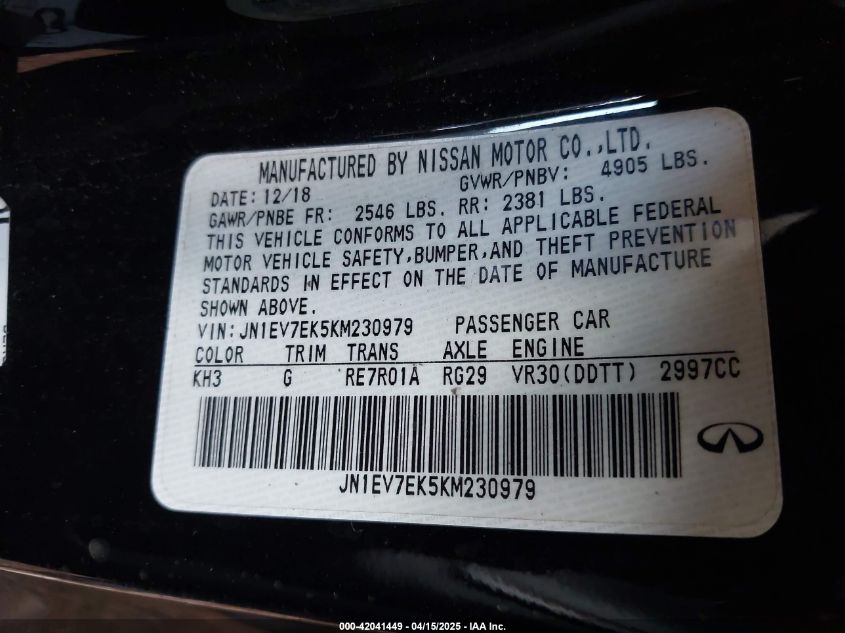 MANUFACTURED BY NISSAN MOTOR CO.,LTD.
DATE: 12/18 GVWR/PNBV: 4905 LBS.
GAWR/PNBE FR: 2546 LBS. RR: 2381 LBS.
THIS VEHICLE CONFORMS TO ALL APPLICABLE FEDERAL
MOTOR VEHICLE SAFETY,BUMPER,AND THEFT PREVENTION
STANDARDS IN EFFECT ON THE DATE OF MANUFACTURE
SHOWN ABOVE.
VIN:JN1EV7EK5KM230979 PASSENGER CAR
COLOR TRIM TRANS AXLE ENGINE
KH3 G RE7R01A RG29 VR30(DDTT) 2997CC
JN1EV7EK5KM230979
000-42041449 - 04/15/2025 - IAA Inc.